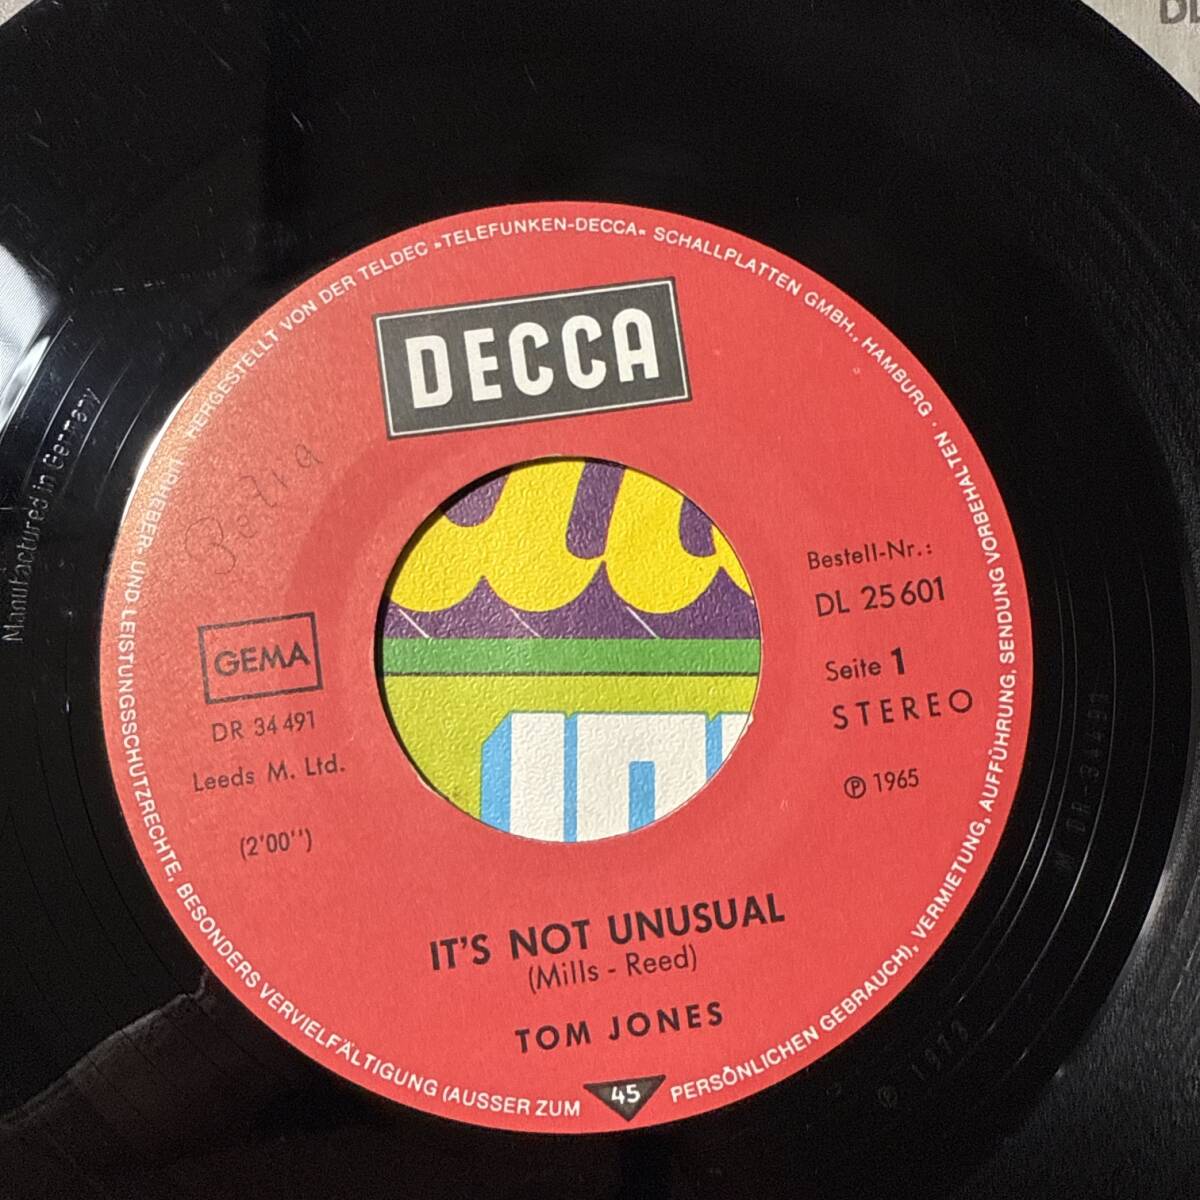 HERGESTELLT VON DER TELDEC »TELEFUNKEN-DECCA« SCHALLPLATTEN GMBH., HAMBURG · URHEBER- UND LEISTUNGSSCHUTZRECHTE, BESONDERS VERVIELFÄLTIGUNG (AUSSER ZUM PERSÖNLICHEN GEBRAUCH), VERMIETUNG, AUFFÜHRUNG, SENDUNG VORBEHALTEN ·
DECCA
Manufactured in Germany
GEMA
DR 34 491
Leeds M. Ltd.
(2'00'')
Bestell-Nr.:
DL 25 601
Seite 1
STEREO
℗ 1965
IT'S NOT UNUSUAL
(Mills - Reed)
TOM JONES
45
DR-34491